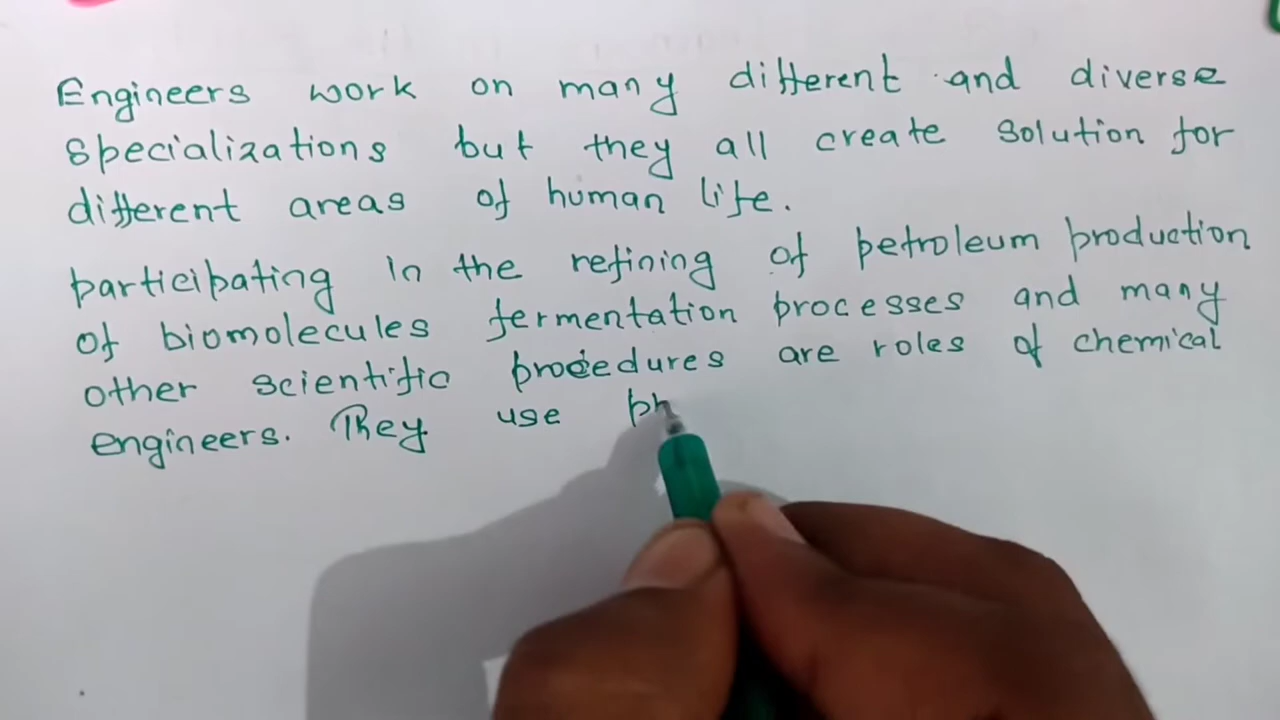 Engineers work on many different and diverse
specializations but they all create solution for
different areas of human life.
participating in the refining of petroleum production
of biomolecules fermentation processes and many
other scientific procedures are roles of chemical
engineers. They use ph